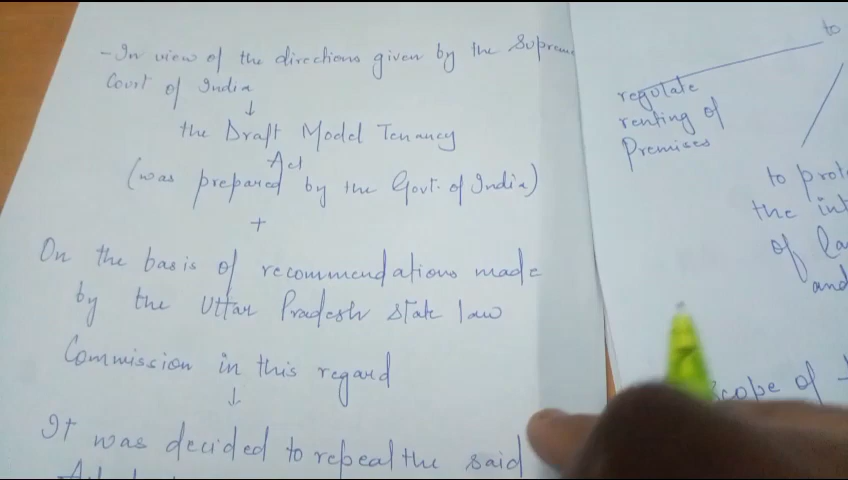 -In view of the directions given by the Supreme
Court of India
↓
the Draft Model Tenancy
Act
(was prepared by the Govt. of India)
+
On the basis of recommendations made
by the Uttar Pradesh State law
Commission in this regard
↓
It was decided to repeal the said
to
regulate
renting of
Premises
to prot
the int
of la
and
scope of